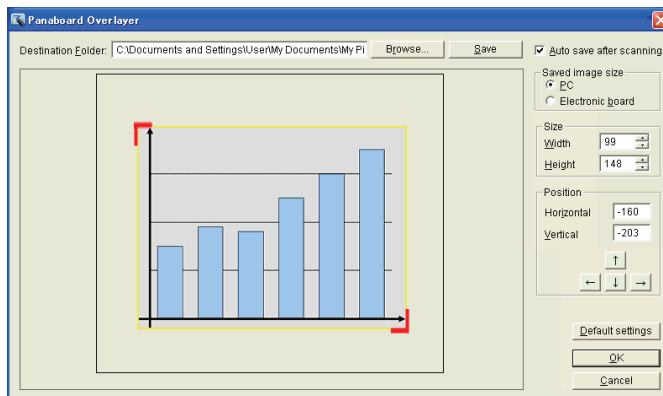 Panaboard Overlayer
Destination Folder: C:\Documents and Settings\User\My Documents\My Pi Browse... Save Auto save after scanning
Saved image size
PC
Electronic board
Size
Width 99
Height 148
Position
Horizontal -160
Vertical -203
↑
← ↓ →
Default settings
OK
Cancel